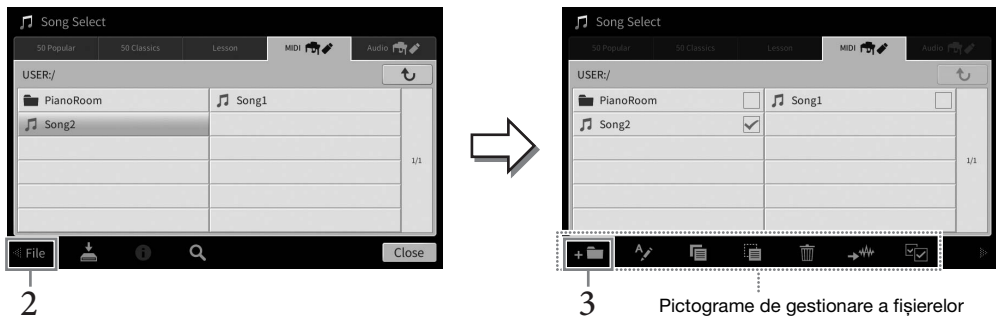 Song Select
50 Popular 50 Classics Lesson MIDI Audio
USER:/
PianoRoom Song1
Song2
1/1
File Close
2
Song Select
50 Popular 50 Classics Lesson MIDI Audio
USER:/
PianoRoom Song1
Song2
1/1
3
Pictograme de gestionare a fișierelor